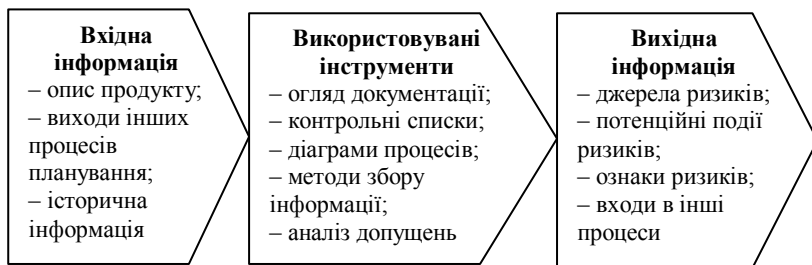 Вхідна
інформація
– опис продукту;
– виходи інших
процесів
планування;
– історична
інформація
Використовувані
інструменти
– огляд документації;
– контрольні списки;
– діаграми процесів;
– методи збору
інформації;
– аналіз допущень
Вихідна
інформація
– джерела ризиків;
– потенційні події
ризиків;
– ознаки ризиків;
– входи в інші
процеси